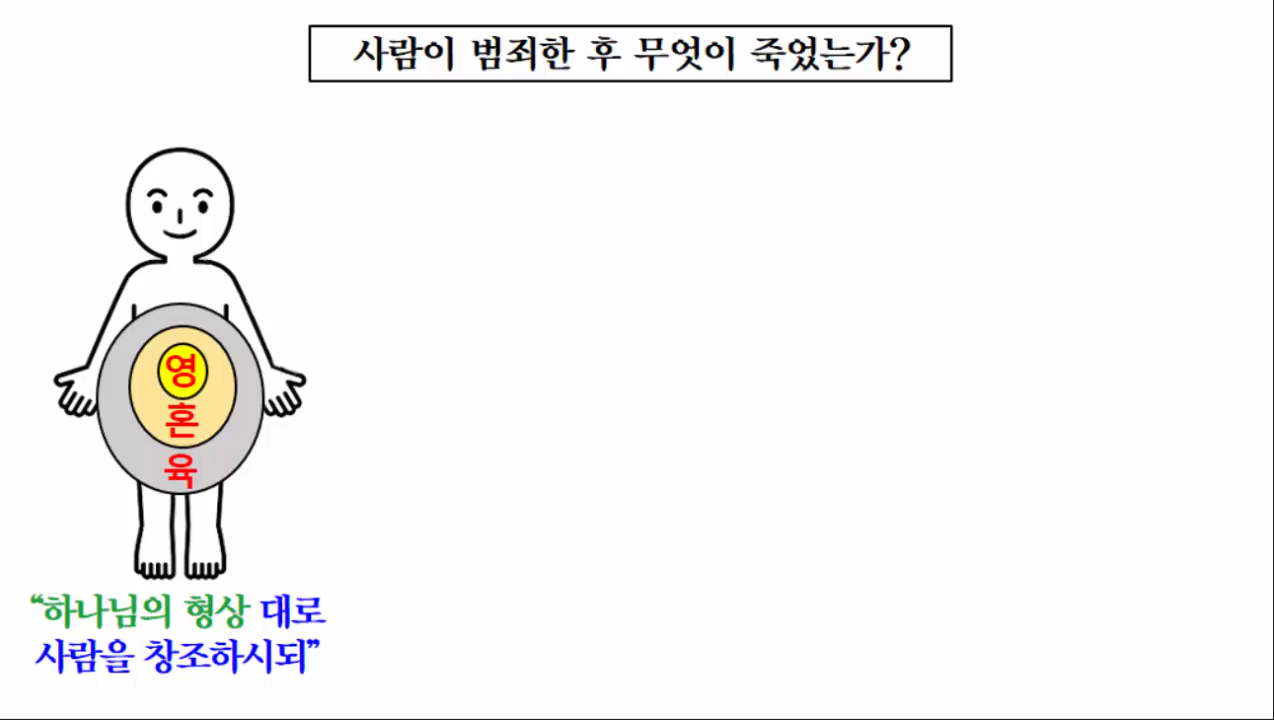 사람이 범죄한 후 무엇이 죽었는가?
영
혼
육
“하나님의 형상 대로
사람을 창조하시되”